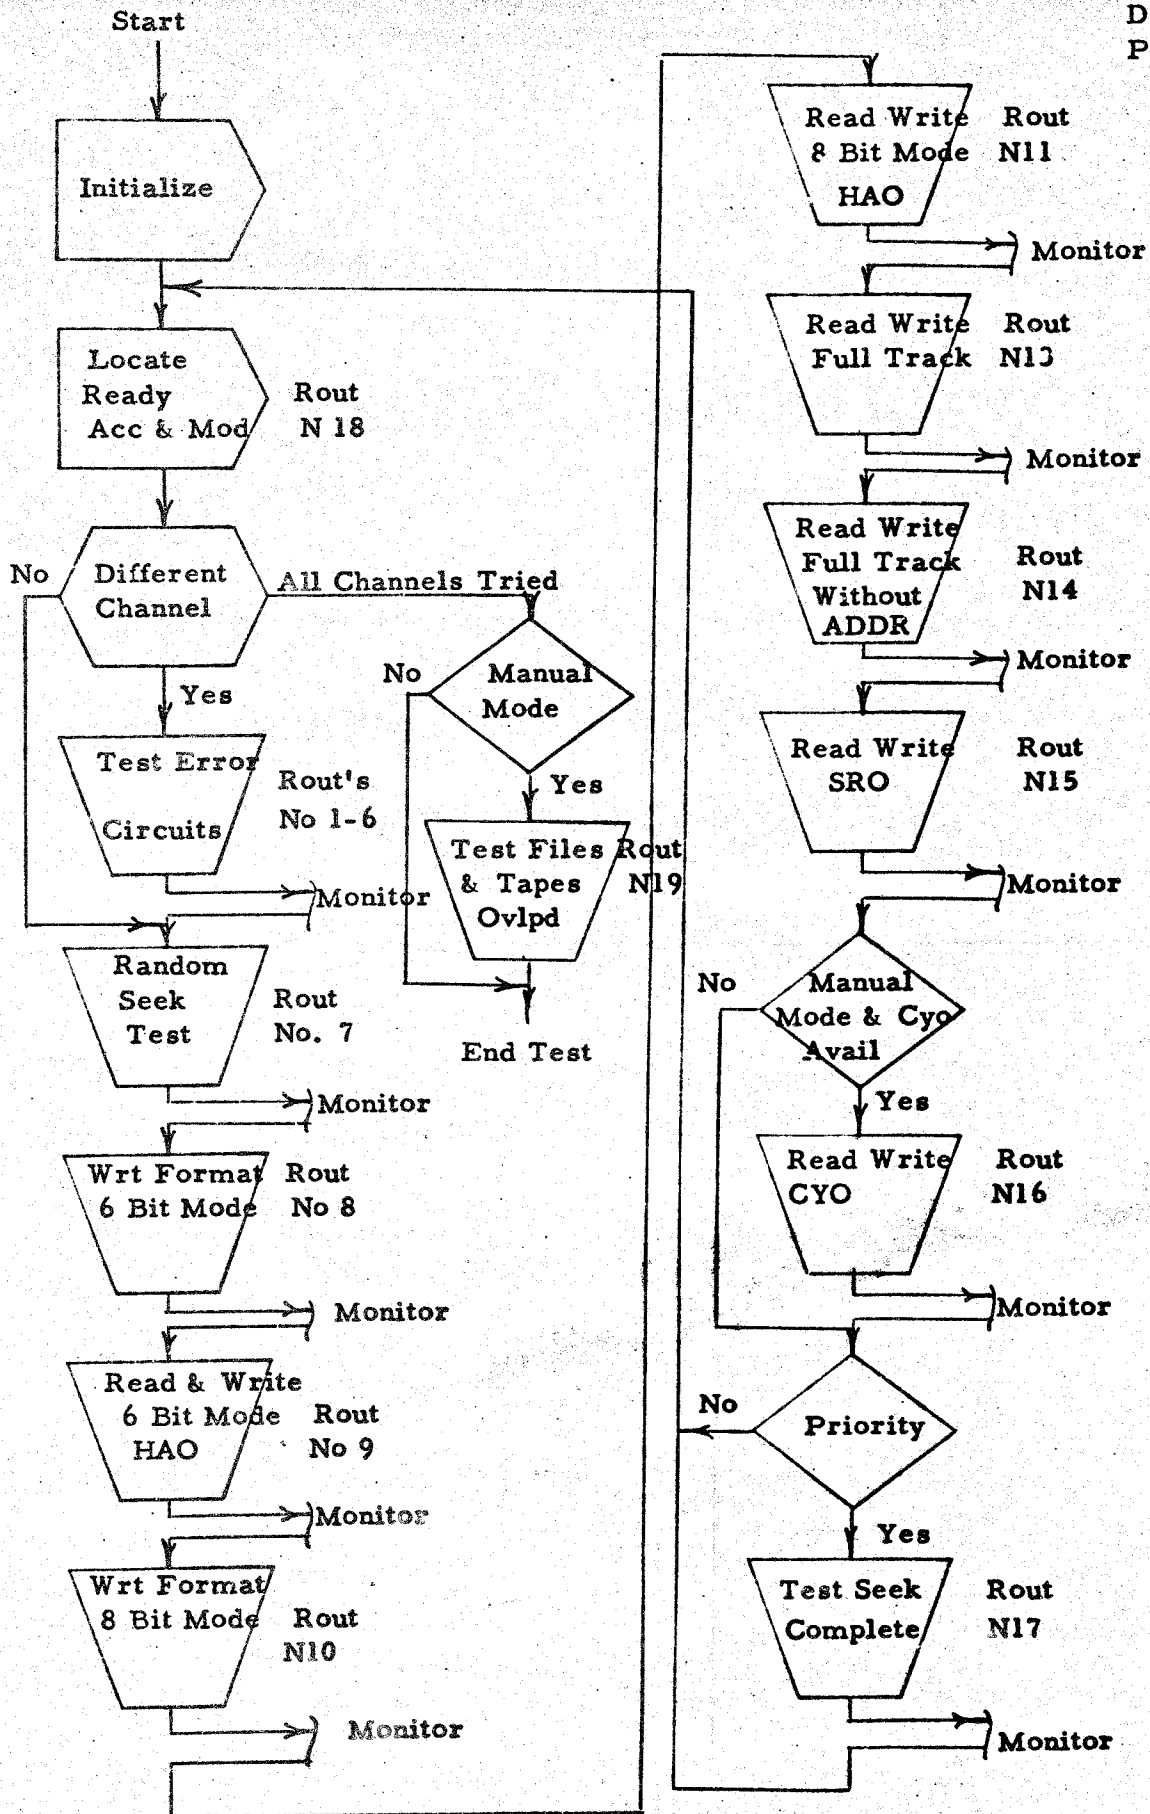 Start
Initialize
Locate
Ready
Acc & Mod
Rout
N 18
No
Different
Channel
All Channels Tried
Yes
Test Error
Circuits
Rout's
No 1-6
Monitor
No
Manual
Mode
Yes
Test Files
& Tapes
Ovlpd
Rout
N19
End Test
Random
Seek
Test
Rout
No. 7
Monitor
Wrt Format
6 Bit Mode
Rout
No 8
Monitor
Read & Write
6 Bit Mode
HAO
Rout
No 9
Monitor
Wrt Format
8 Bit Mode
Rout
N10
Monitor
D
P
Read Write
8 Bit Mode
HAO
Rout
N11
Monitor
Read Write
Full Track
Rout
N13
Monitor
Read Write
Full Track
Without
ADDR
Rout
N14
Monitor
Read Write
SRO
Rout
N15
Monitor
No
Manual
Mode & Cyo
Avail
Yes
Read Write
CYO
Rout
N16
Monitor
No
Priority
Yes
Test Seek
Complete
Rout
N17
Monitor